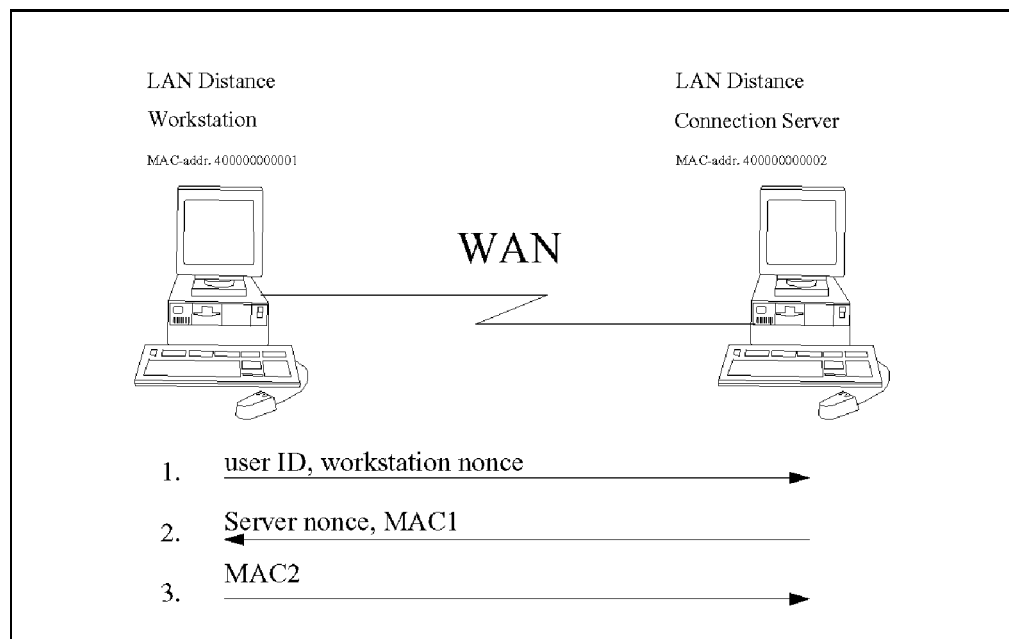 LAN Distance
Workstation
MAC-addr. 400000000001
LAN Distance
Connection Server
MAC-addr. 400000000002
WAN
1. user ID, workstation nonce
2. Server nonce, MAC1
3. MAC2